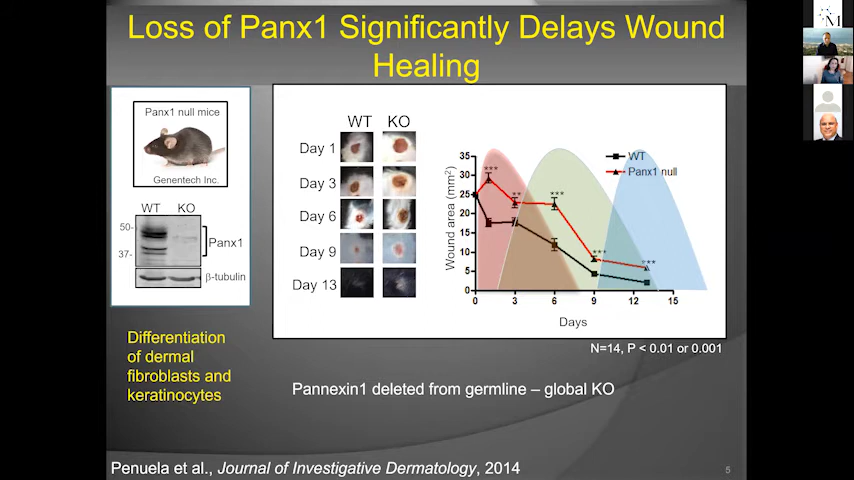 Loss of Panx1 Significantly Delays Wound
Healing
Panx1 null mice
Genentech Inc.
WT KO
50-
37-
Panx1
β-tubulin
Differentiation
of dermal
fibroblasts and
keratinocytes
WT KO
Day 1
Day 3
Day 6
Day 9
Day 13
Wound area (mm²)
35
30
25
20
15
10
5
0
0 3 6 9 12 15
Days
WT
Panx1 null
***
**
***
***
***
N=14, P < 0.01 or 0.001
Pannexin1 deleted from germline – global KO
Penuela et al., Journal of Investigative Dermatology, 2014
5
M